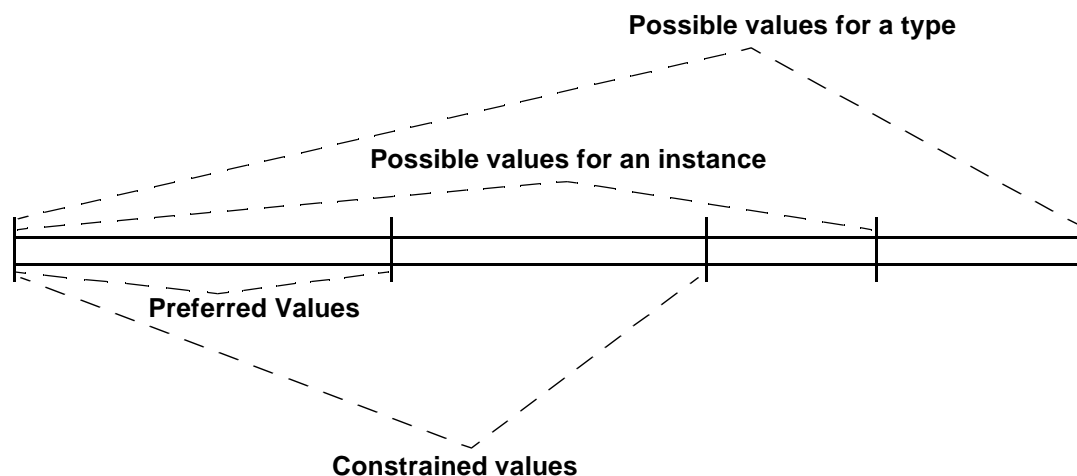 Possible values for a type
Possible values for an instance
Preferred Values
Constrained values